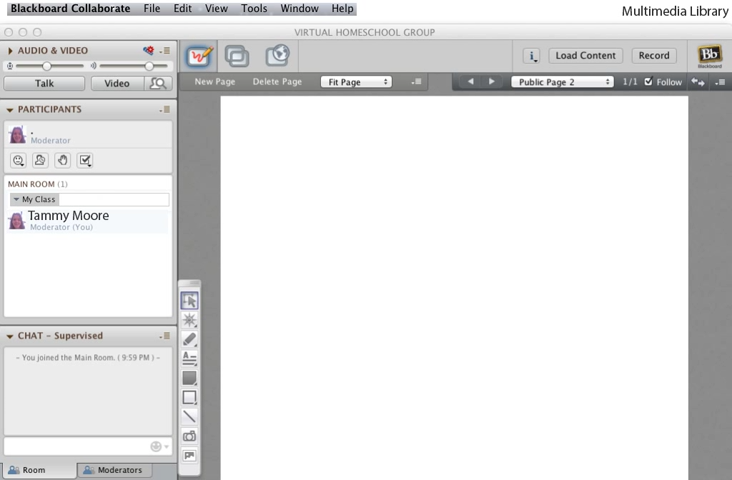 Blackboard Collaborate File Edit View Tools Window Help
Multimedia Library
VIRTUAL HOMESCHOOL GROUP
AUDIO & VIDEO
Talk Video
PARTICIPANTS
-
Moderator
MAIN ROOM (1)
My Class
Tammy Moore
Moderator (You)
CHAT – Supervised
– You joined the Main Room. ( 9:59 PM ) –
Room Moderators
i Load Content Record
Bb
Blackboard
New Page Delete Page Fit Page Public Page 2 1/1 Follow
A